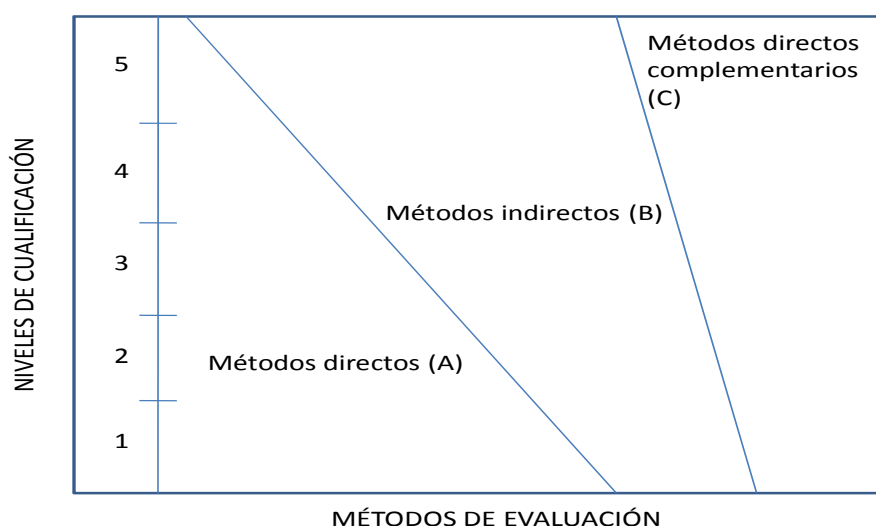 Métodos directos
complementarios
(C)
5
4
Métodos indirectos (B)
3
2
Métodos directos (A)
1
NIVELES DE CUALIFICACIÓN
MÉTODOS DE EVALUACIÓN